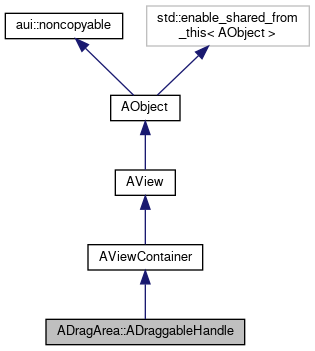 aui::noncopyable
std::enable_shared_from
_this< AObject >
AObject
AView
AViewContainer
ADragArea::ADraggableHandle